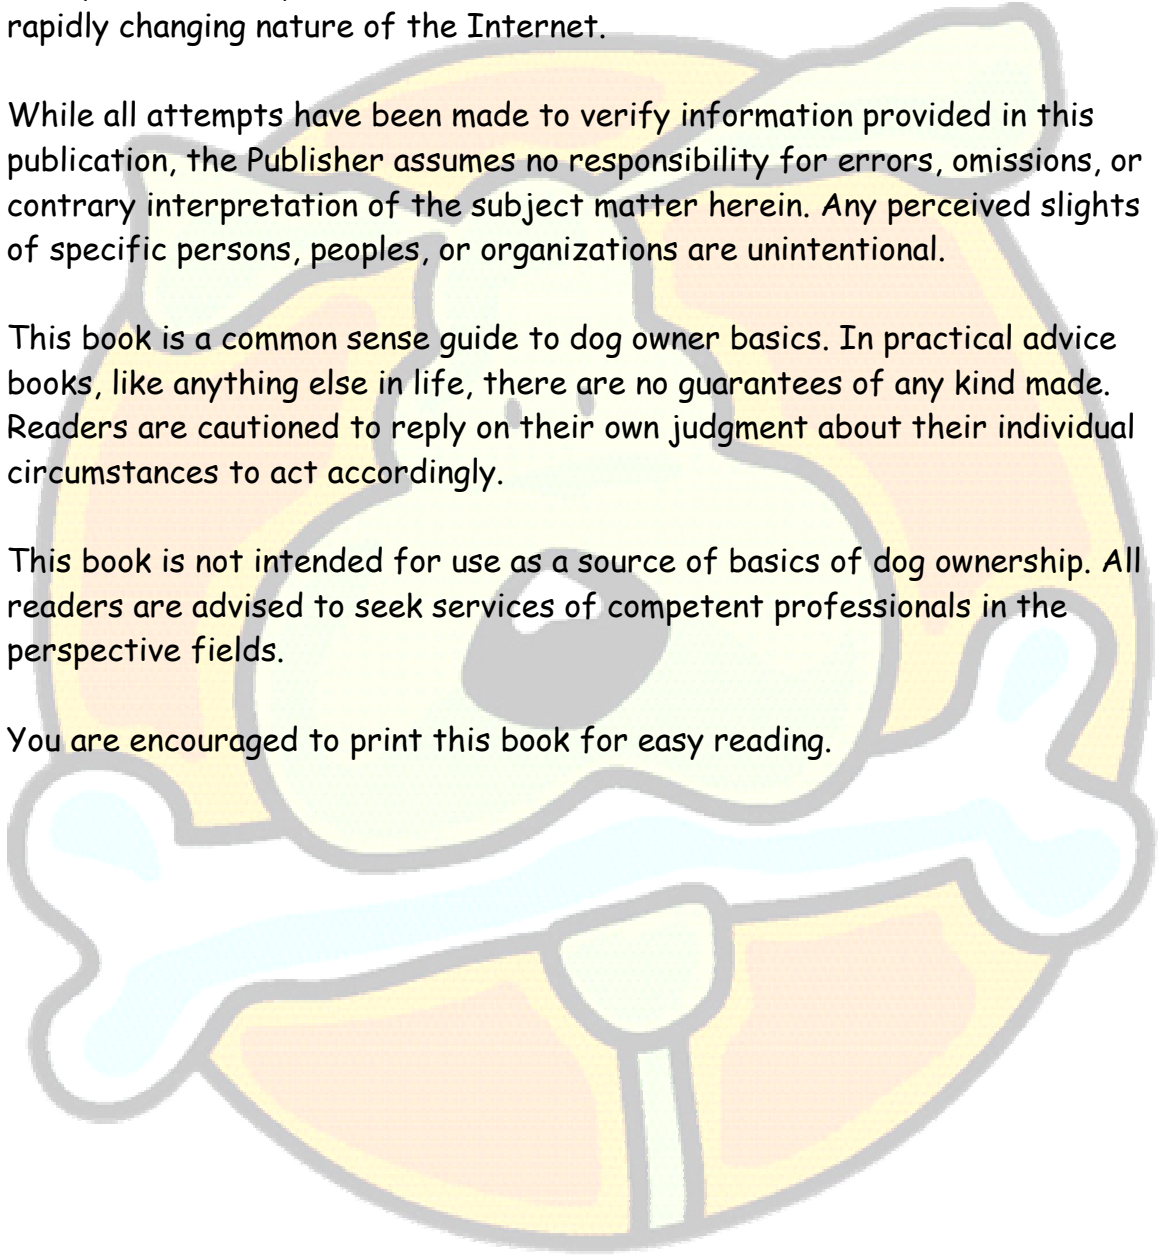 rapidly changing nature of the Internet.
While all attempts have been made to verify information provided in this
publication, the Publisher assumes no responsibility for errors, omissions, or
contrary interpretation of the subject matter herein. Any perceived slights
of specific persons, peoples, or organizations are unintentional.
This book is a common sense guide to dog owner basics. In practical advice
books, like anything else in life, there are no guarantees of any kind made.
Readers are cautioned to reply on their own judgment about their individual
circumstances to act accordingly.
This book is not intended for use as a source of basics of dog ownership. All
readers are advised to seek services of competent professionals in the
perspective fields.
You are encouraged to print this book for easy reading.